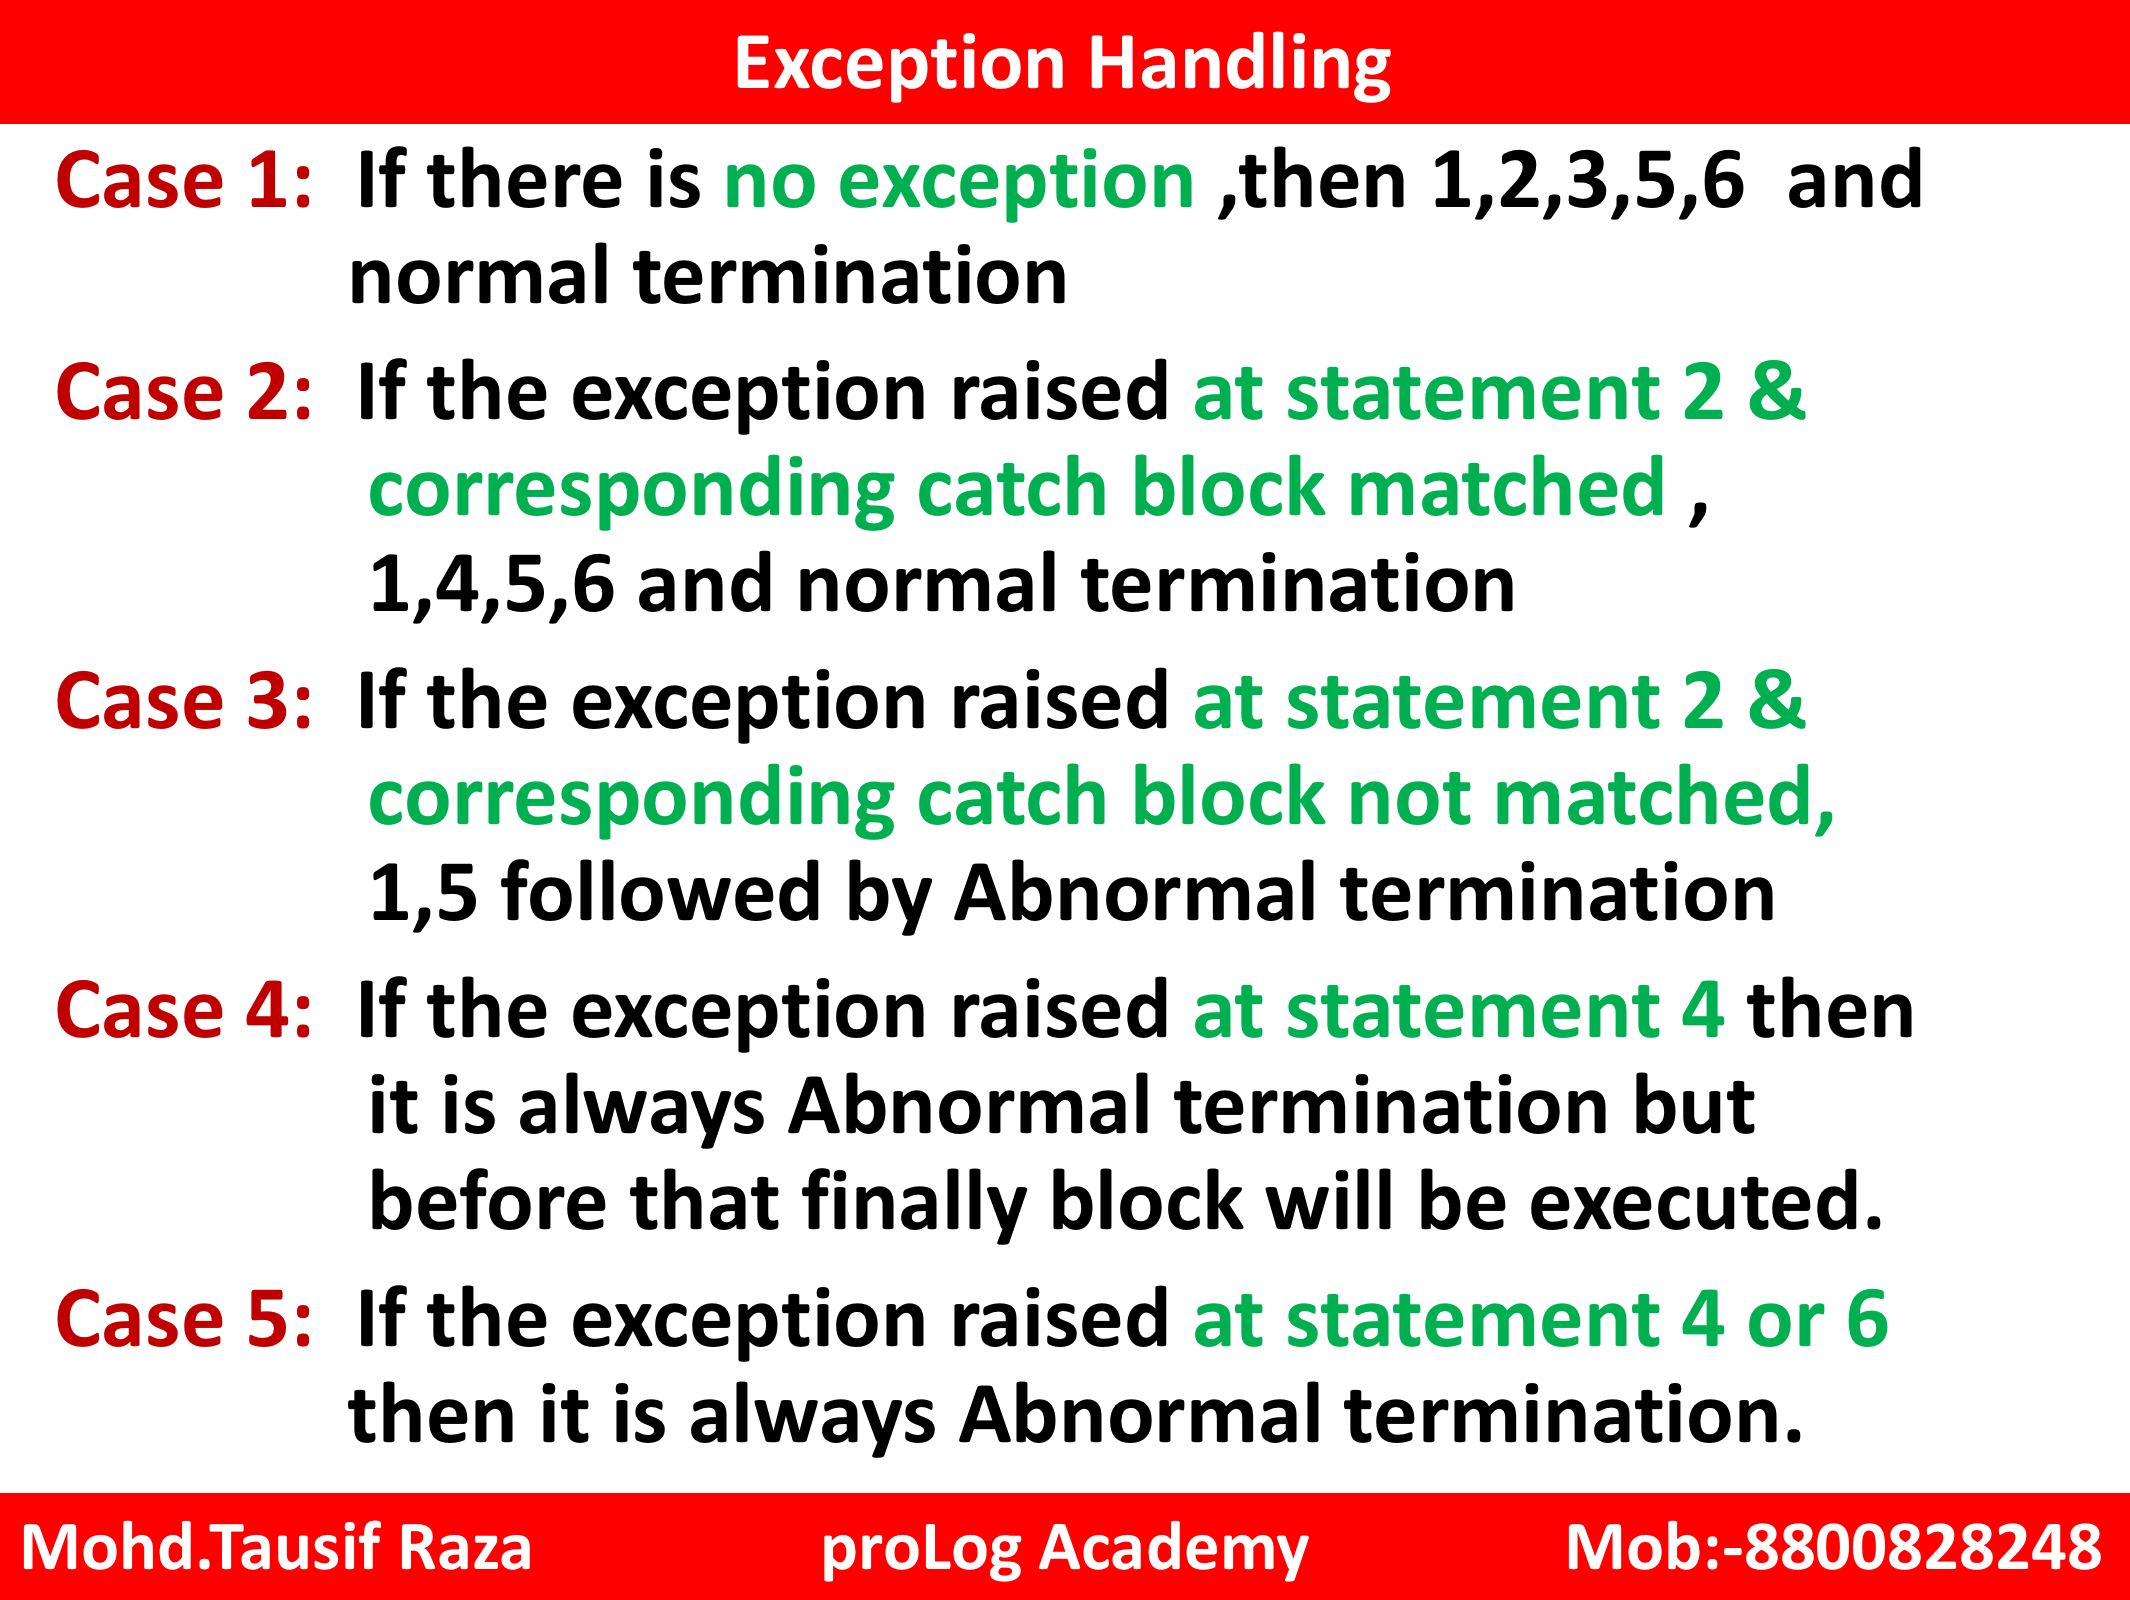 Exception Handling
Case 1: If there is no exception ,then 1,2,3,5,6 and
normal termination
Case 2: If the exception raised at statement 2 &
corresponding catch block matched ,
1,4,5,6 and normal termination
Case 3: If the exception raised at statement 2 &
corresponding catch block not matched,
1,5 followed by Abnormal termination
Case 4: If the exception raised at statement 4 then
it is always Abnormal termination but
before that finally block will be executed.
Case 5: If the exception raised at statement 4 or 6
then it is always Abnormal termination.
Mohd.Tausif Raza proLog Academy Mob:-8800828248